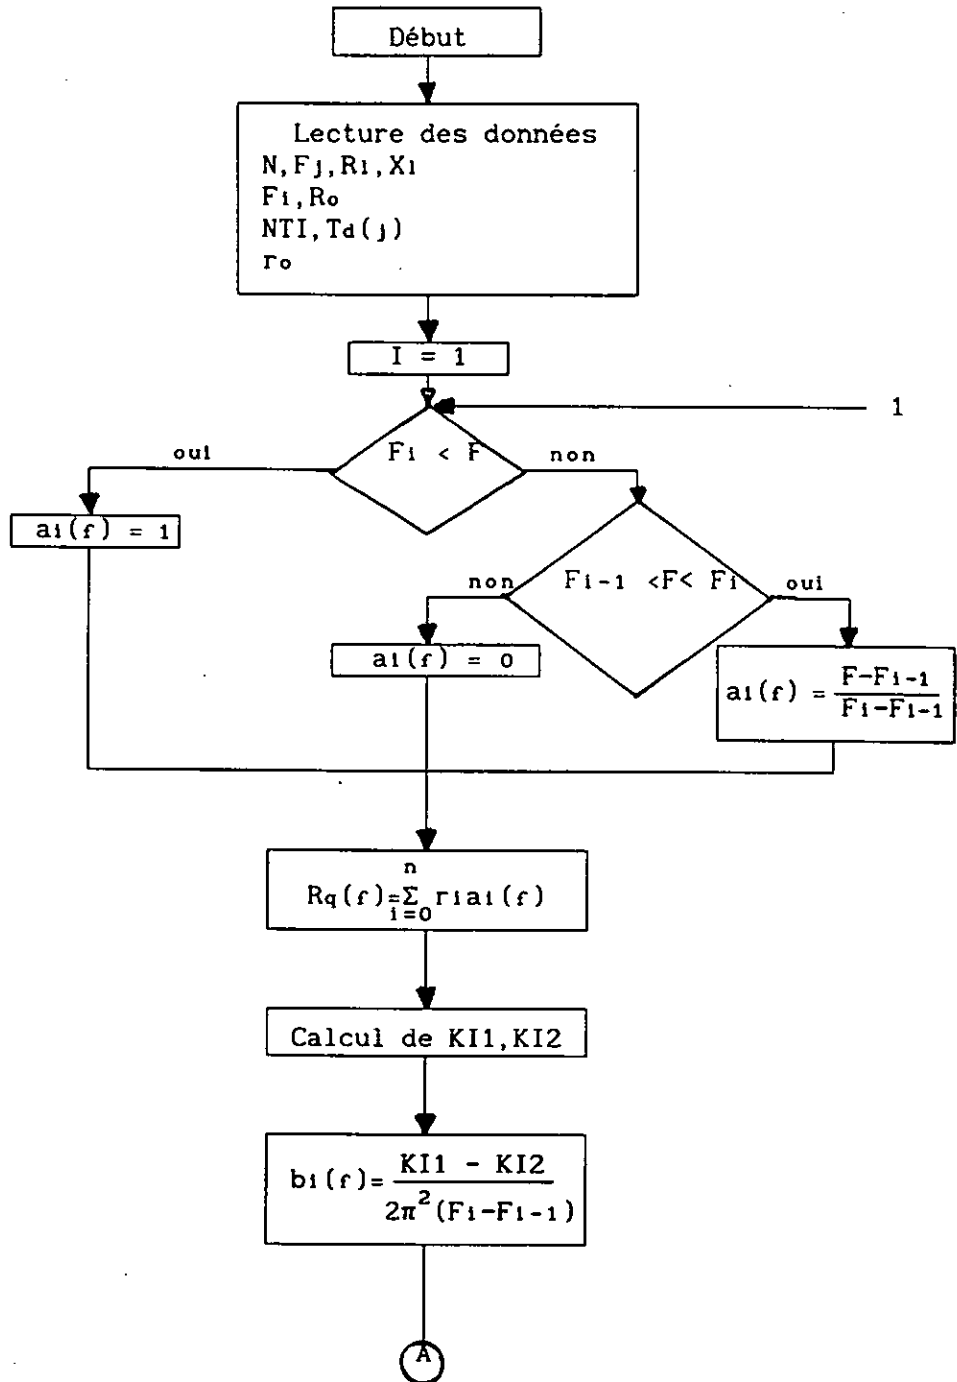 Début
Lecture des données
N,Fj,Ri,Xi
Fi,Ro
NTI,Td(j)
ro
I = 1
1
Fi < F
oui
non
ai(f) = 1
Fi-1 <F< Fi
non
oui
ai(f) = 0
ai(f) = F-Fi-1 / Fi-Fi-1
n
Rq(f)=Σ riai(f)
i=0
Calcul de KI1,KI2
bi(f)= KI1 - KI2 / 2π²(Fi-Fi-1)
A